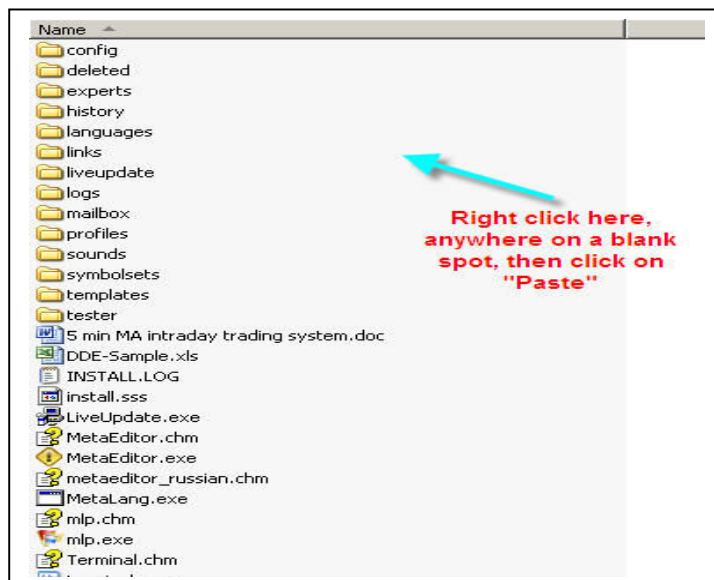 Name
config
deleted
experts
history
languages
links
liveupdate
logs
mailbox
profiles
sounds
symbolsets
templates
tester
5 min MA intraday trading system.doc
DDE-Sample.xls
INSTALL.LOG
install.sss
LiveUpdate.exe
MetaEditor.chm
MetaEditor.exe
metaeditor_russian.chm
MetaLang.exe
mlp.chm
mlp.exe
Terminal.chm
Right click here,
anywhere on a blank
spot, then click on
"Paste"